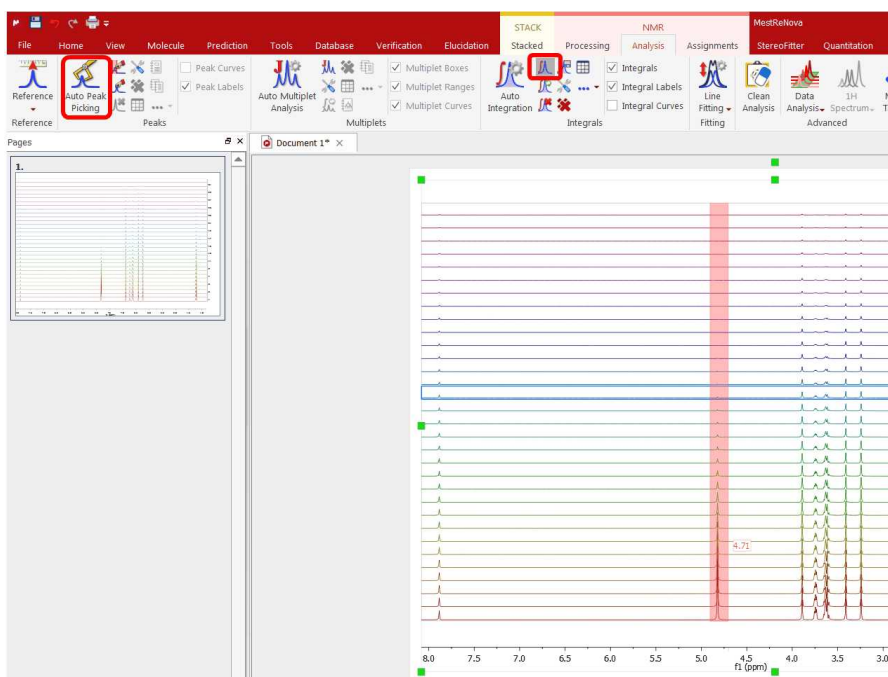 STACK NMR MestReNova
File Home View Molecule Prediction Tools Database Verification Elucidation Stacked Processing Analysis Assignments StereoFitter Quantitation
Reference
Auto Peak
Picking
Peak Curves
Peak Labels
Auto Multiplet
Analysis
Multiplet Boxes
Multiplet Ranges
Multiplet Curves
Auto
Integration
Integrals
Integral Labels
Integral Curves
Line
Fitting
Clean
Analysis
Data
Analysis
1H
Spectrum
Reference Peaks Multiplets Integrals Fitting Advanced
Pages
Document 1*
1.
4.71
8.0 7.5 7.0 6.5 6.0 5.5 5.0 4.5 4.0 3.5 3.0
f1 (ppm)